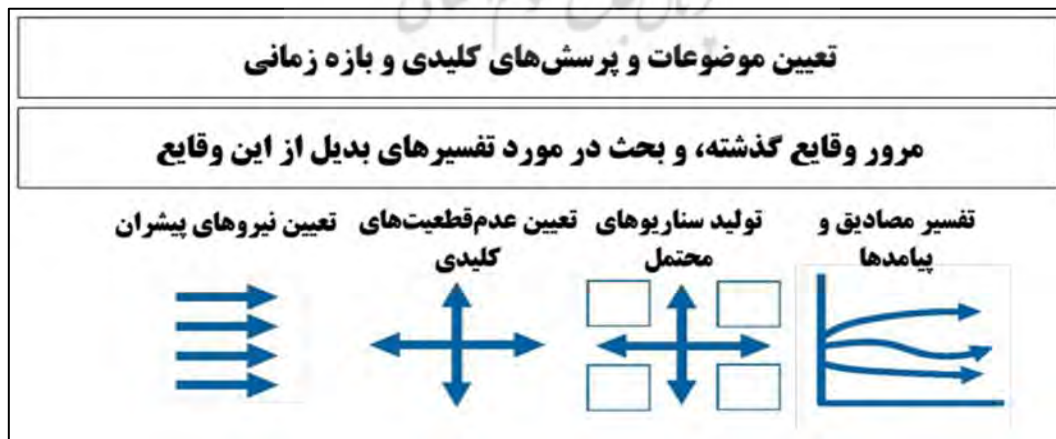 تعیین موضوعات و پرسش‌های کلیدی و بازه زمانی
مرور وقایع گذشته، و بحث در مورد تفسیرهای بدیل از این وقایع
تعیین نیروهای پیشران
تعیین عدم‌قطعیت‌های
کلیدی
تولید سناریوهای
محتمل
تفسیر مصادیق و
پیامدها